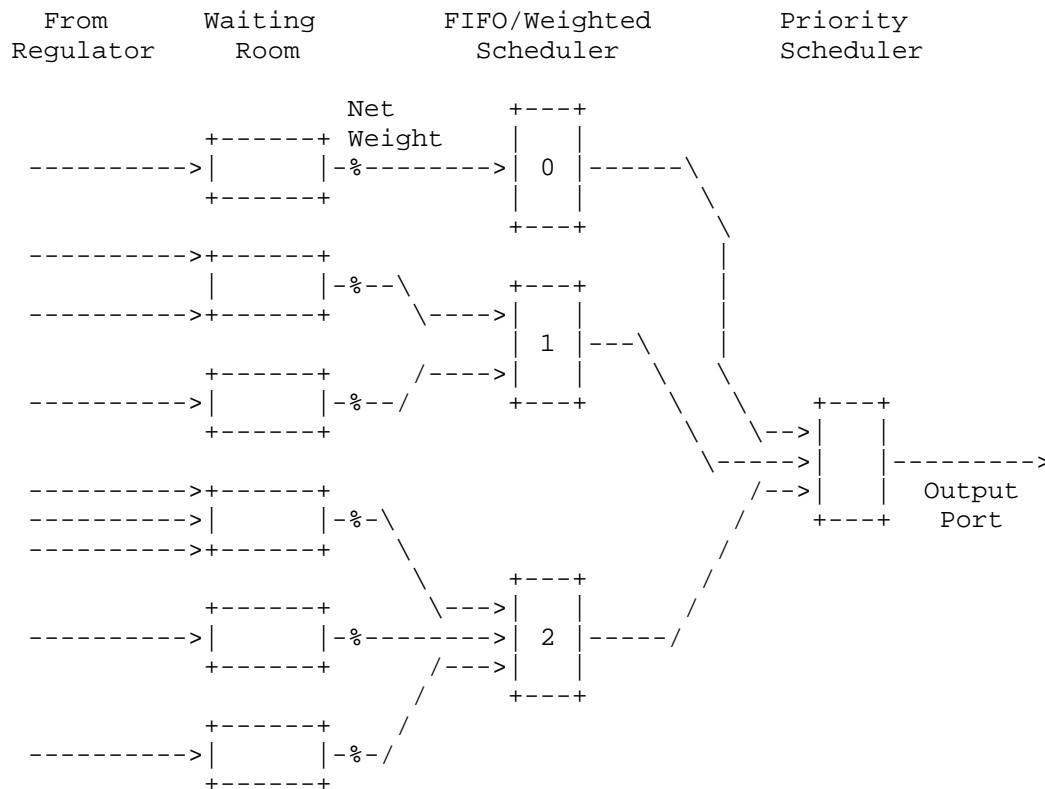 From Waiting FIFO/Weighted Priority
Regulator Room Scheduler Scheduler
Net
Weight
%
0
%
1
%
%
2
%
%
Output
Port